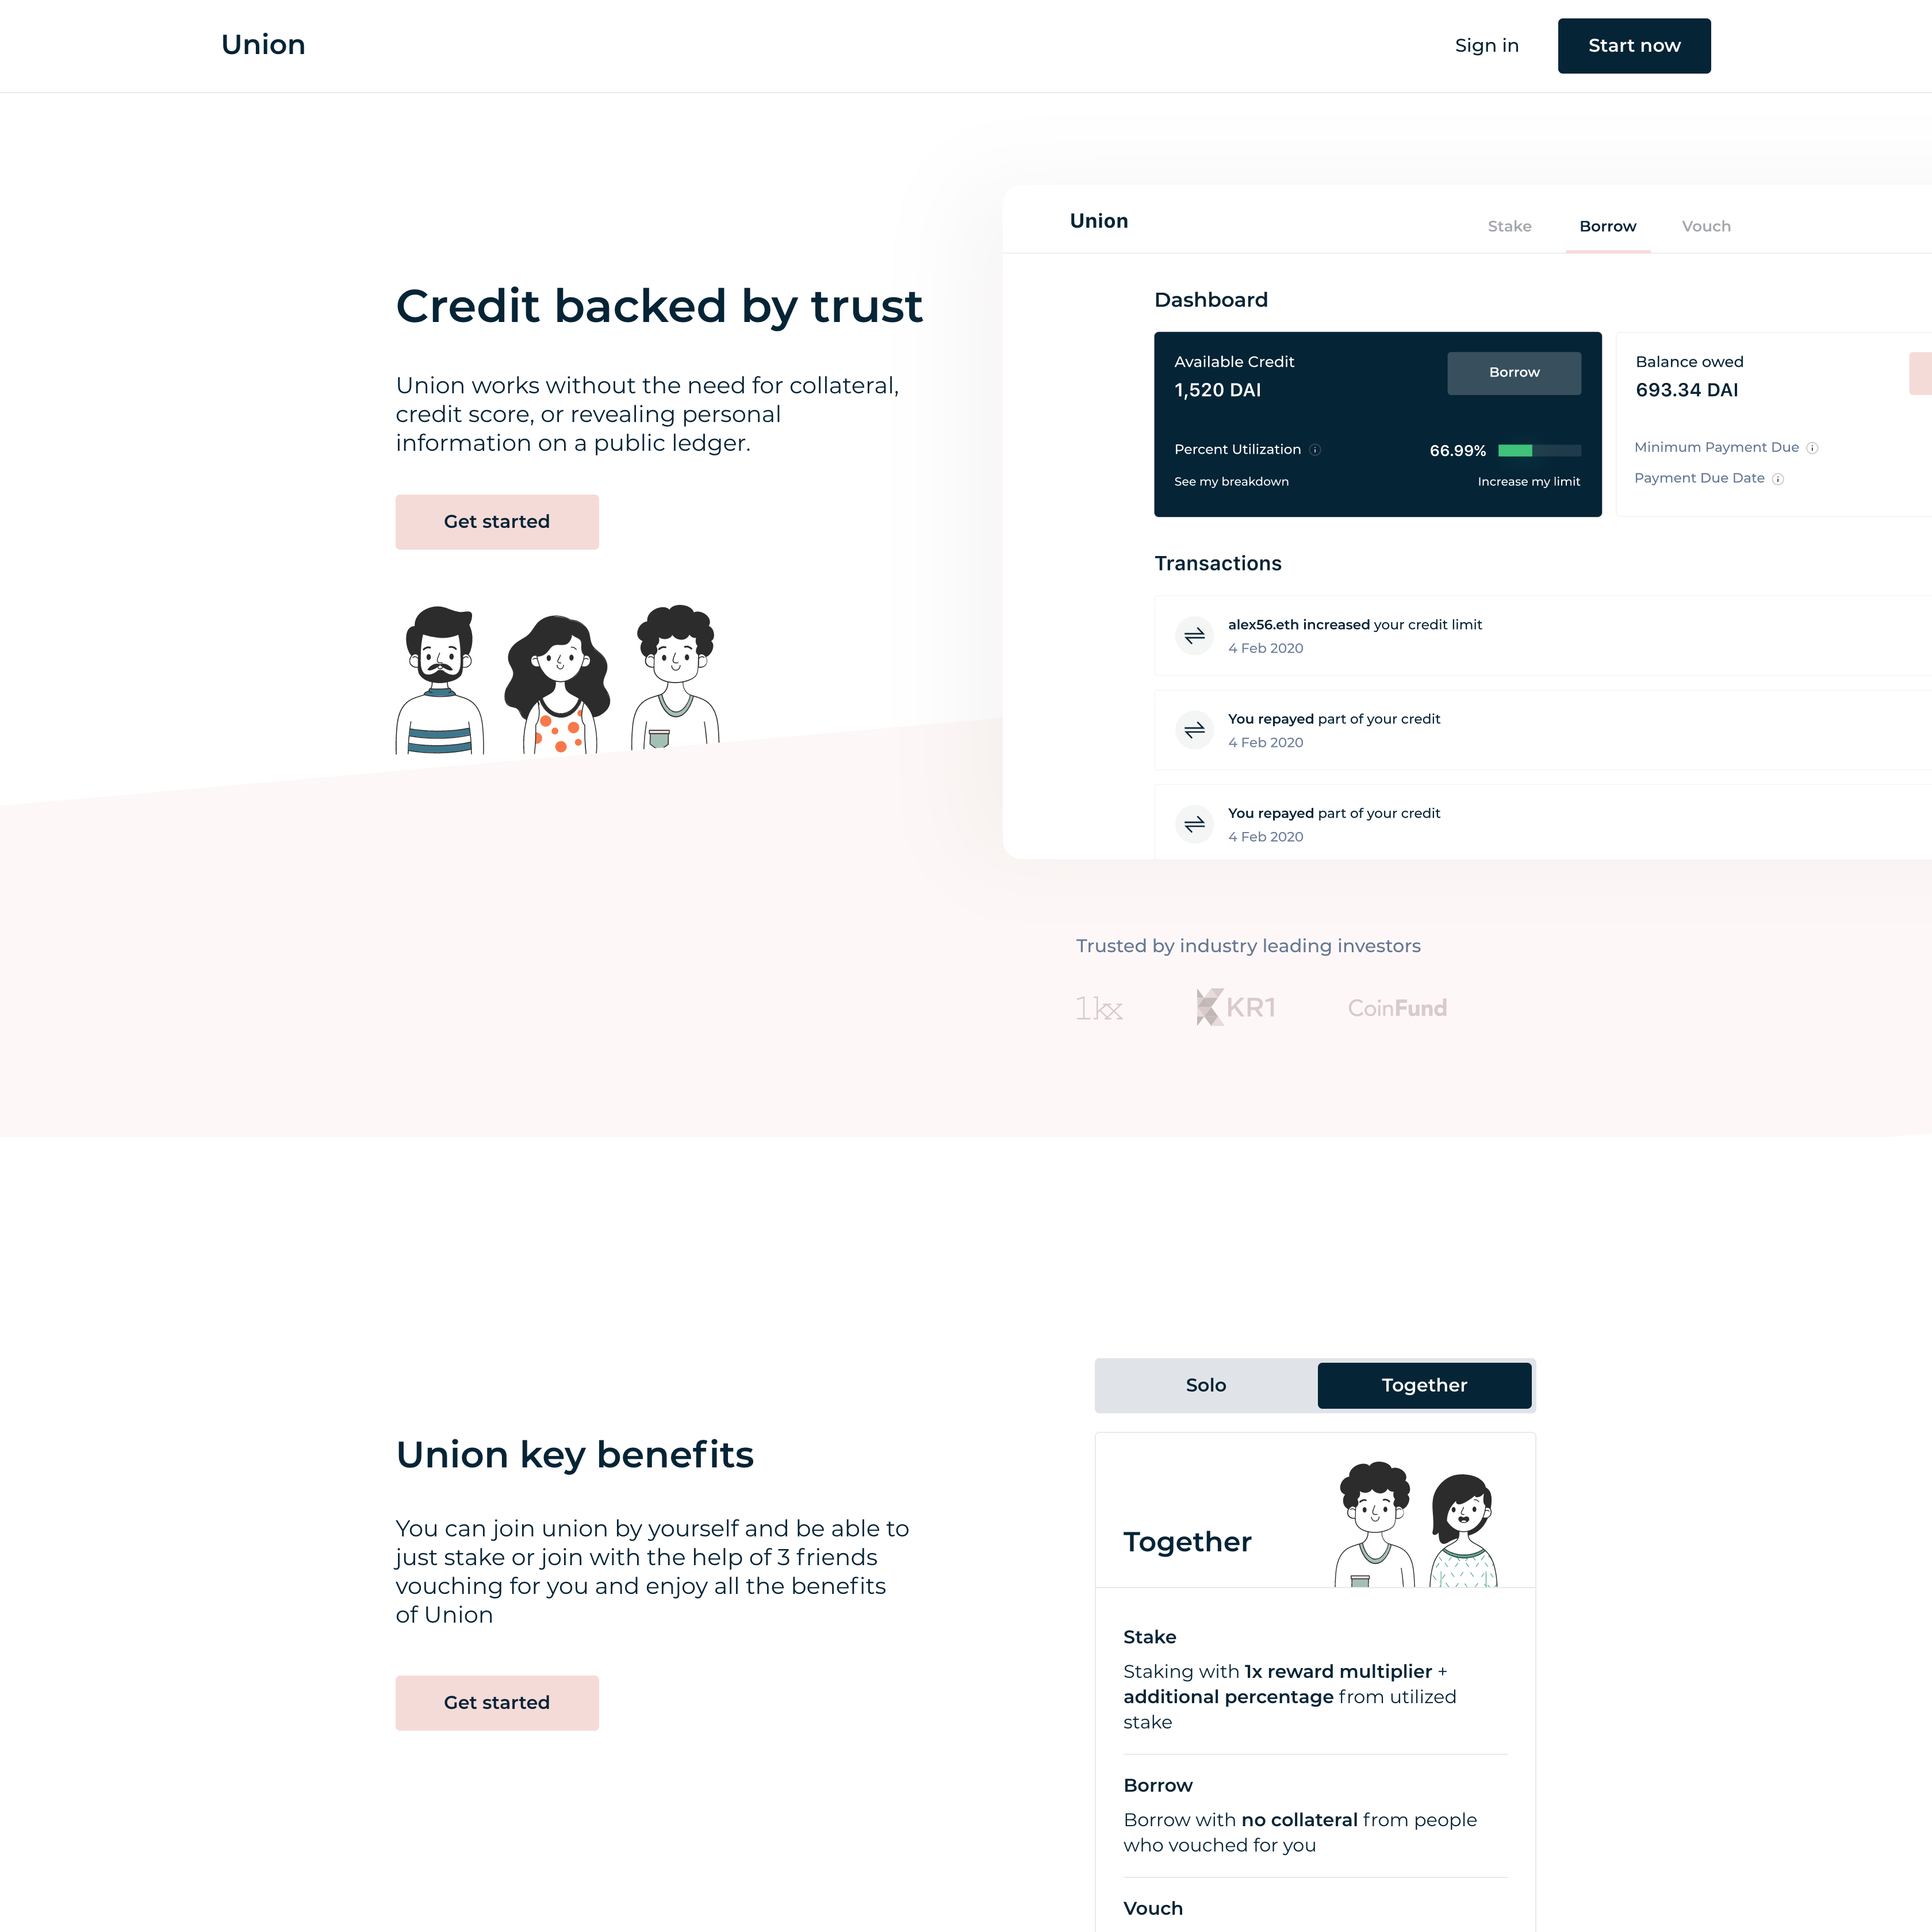 Union
Sign in
Start now
Credit backed by trust
Union works without the need for collateral,
credit score, or revealing personal
information on a public ledger.
Get started
Union
Stake
Borrow
Vouch
Dashboard
Available Credit
1,520 DAI
Borrow
Percent Utilization
66.99%
See my breakdown
Increase my limit
Balance owed
693.34 DAI
Minimum Payment Due
Payment Due Date
Transactions
alex56.eth increased your credit limit
4 Feb 2020
You repayed part of your credit
4 Feb 2020
You repayed part of your credit
4 Feb 2020
Trusted by industry leading investors
1kx
KR1
CoinFund
Union key benefits
You can join union by yourself and be able to
just stake or join with the help of 3 friends
vouching for you and enjoy all the benefits
of Union
Get started
Solo
Together
Together
Stake
Staking with 1x reward multiplier +
additional percentage from utilized
stake
Borrow
Borrow with no collateral from people
who vouched for you
Vouch